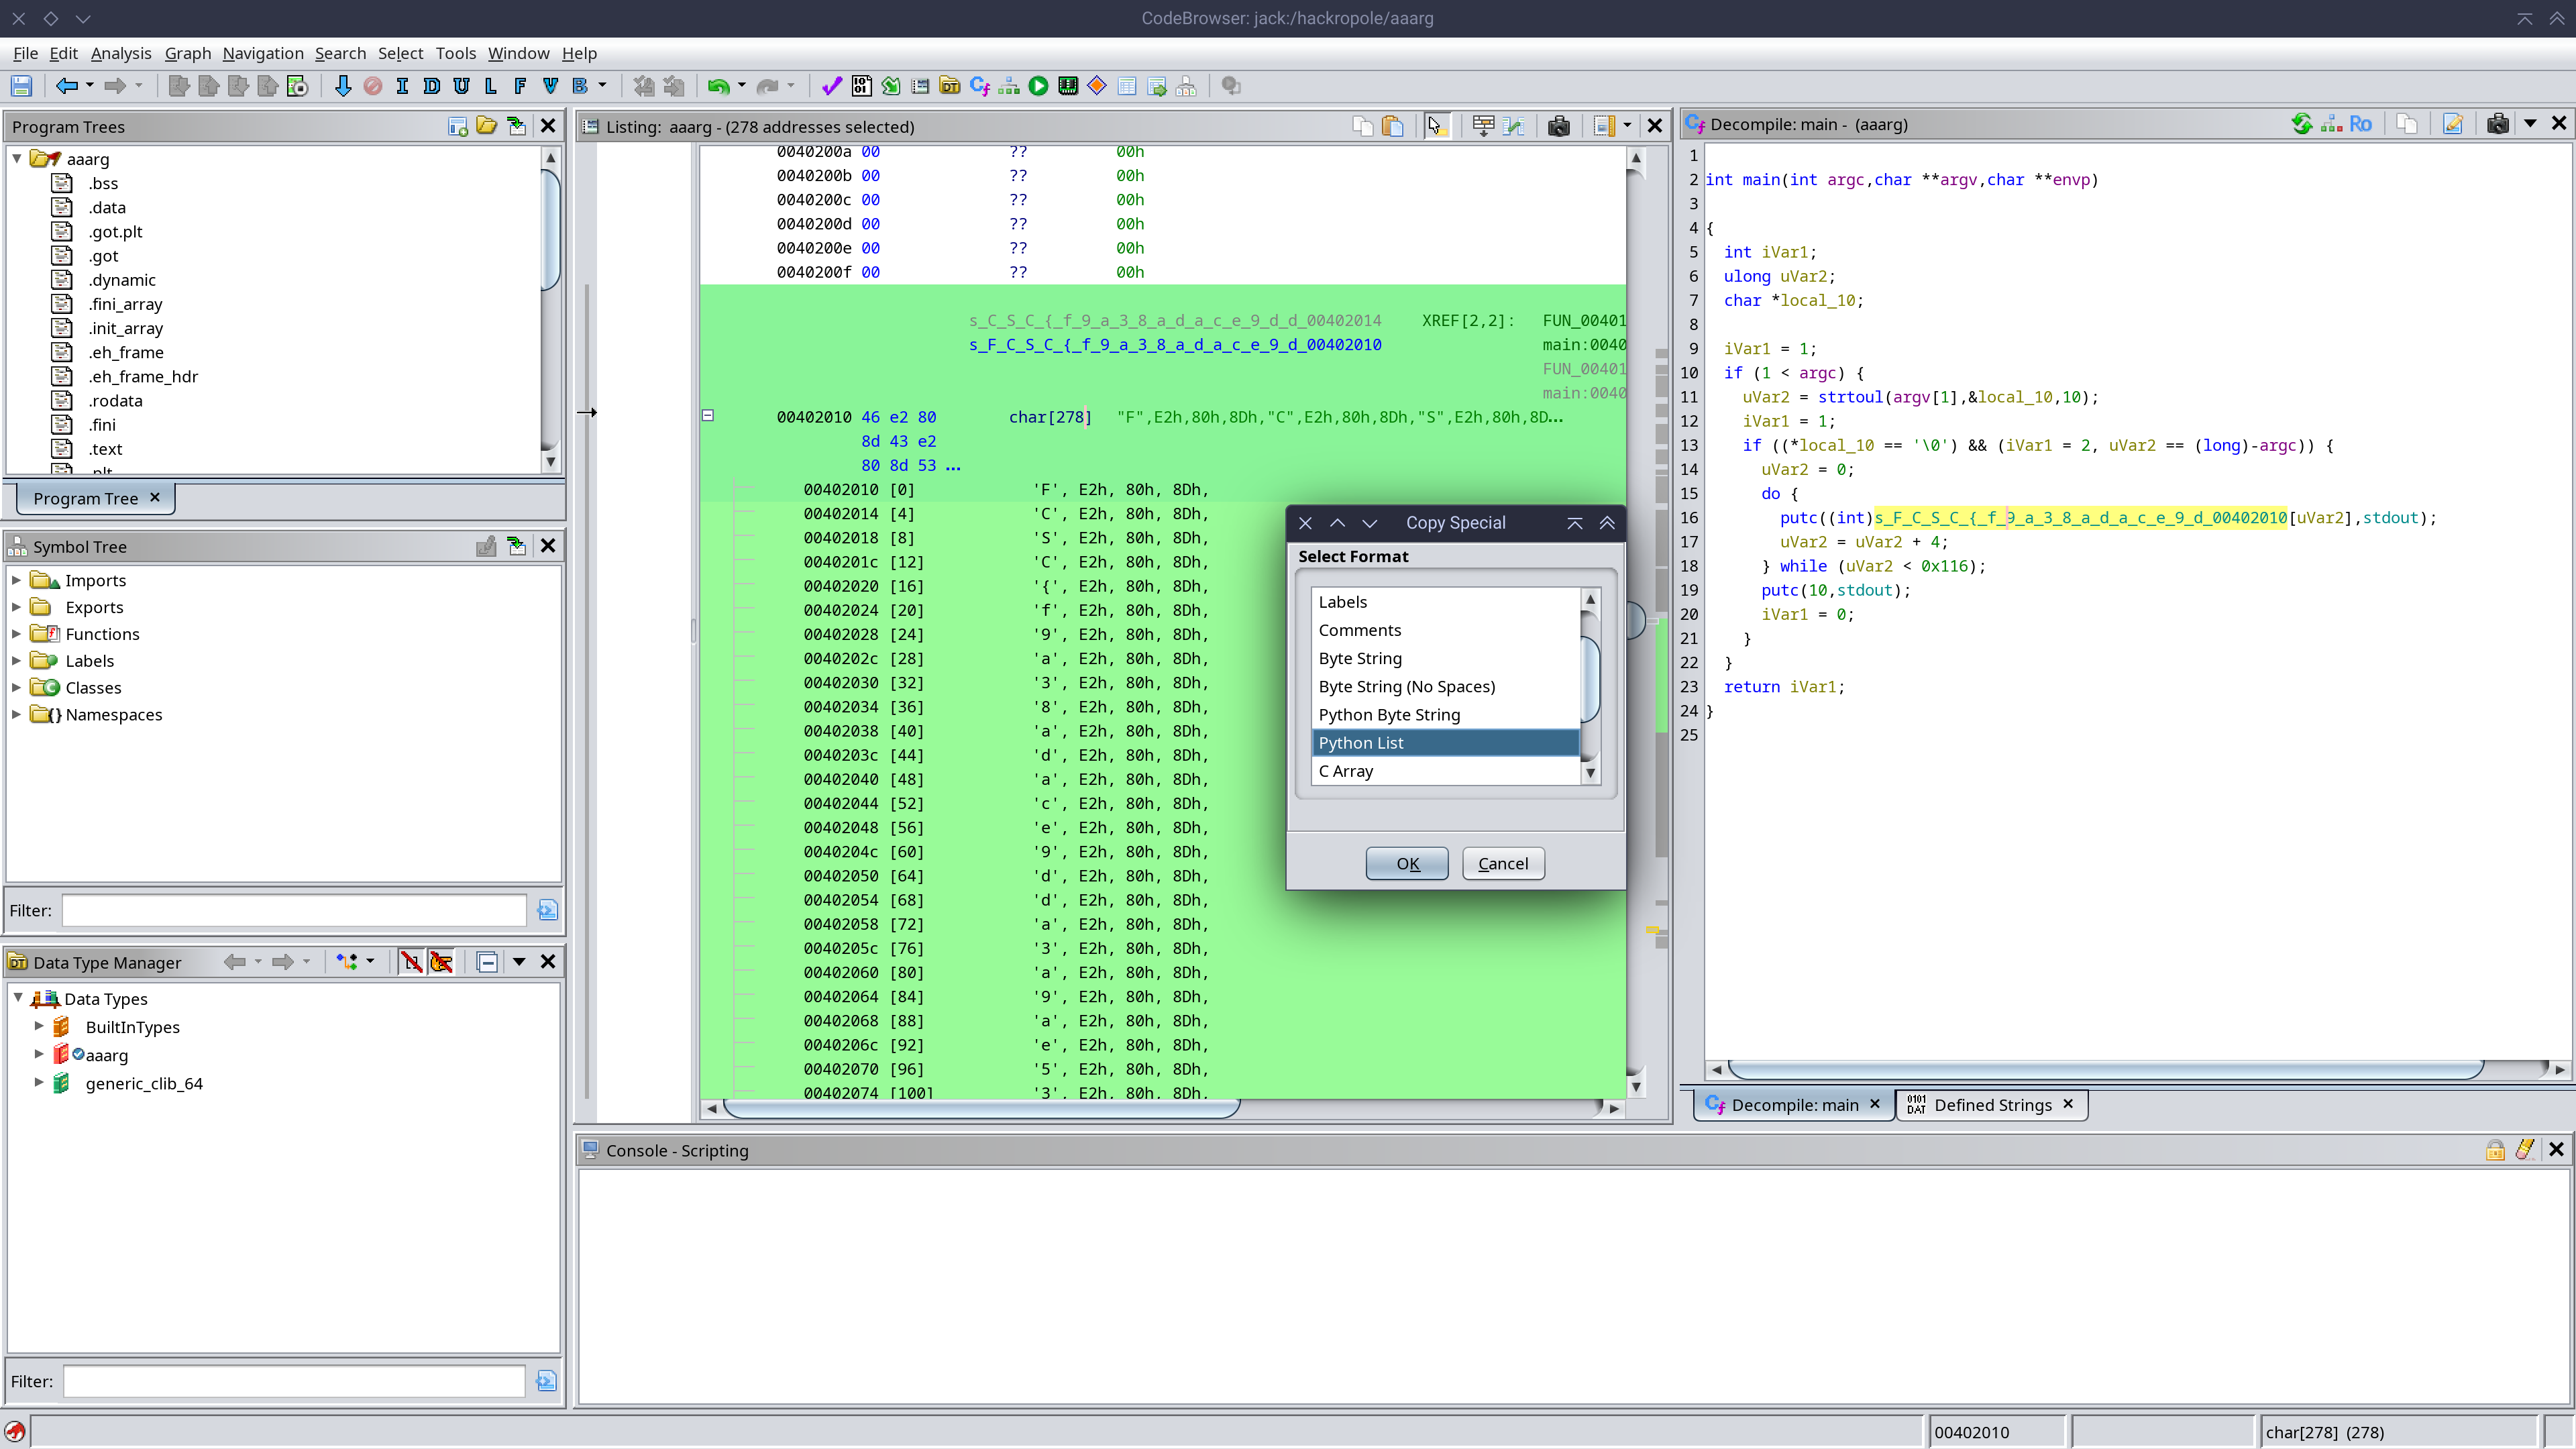 CodeBrowser: jack:/hackropole/aaarg
File Edit Analysis Graph Navigation Search Select Tools Window Help
I D U L F V B
Program Trees
aaarg
.bss
.data
.got.plt
.got
.dynamic
.fini_array
.init_array
.eh_frame
.eh_frame_hdr
.rodata
.fini
.text
.plt
Program Tree
Symbol Tree
Imports
Exports
Functions
Labels
Classes
Namespaces
Filter:
Data Type Manager
Data Types
BuiltInTypes
aaarg
generic_clib_64
Filter:
Listing: aaarg - (278 addresses selected)
0040200a 00 ?? 00h
0040200b 00 ?? 00h
0040200c 00 ?? 00h
0040200d 00 ?? 00h
0040200e 00 ?? 00h
0040200f 00 ?? 00h
s_C_S_C_{_f_9_a_3_8_a_d_a_c_e_9_d_d_00402014 XREF[2,2]: FUN_00401
s_F_C_S_C_{_f_9_a_3_8_a_d_a_c_e_9_d_00402010 main:0040
FUN_00401
main:0040
00402010 46 e2 80 char[278] "F",E2h,80h,8Dh,"C",E2h,80h,8Dh,"S",E2h,80h,8D...
8d 43 e2
80 8d 53 ...
00402010 [0] 'F', E2h, 80h, 8Dh,
00402014 [4] 'C', E2h, 80h, 8Dh,
00402018 [8] 'S', E2h, 80h, 8Dh,
0040201c [12] 'C', E2h, 80h, 8Dh,
00402020 [16] '{', E2h, 80h, 8Dh,
00402024 [20] 'f', E2h, 80h, 8Dh,
00402028 [24] '9', E2h, 80h, 8Dh,
0040202c [28] 'a', E2h, 80h, 8Dh,
00402030 [32] '3', E2h, 80h, 8Dh,
00402034 [36] '8', E2h, 80h, 8Dh,
00402038 [40] 'a', E2h, 80h, 8Dh,
0040203c [44] 'd', E2h, 80h, 8Dh,
00402040 [48] 'a', E2h, 80h, 8Dh,
00402044 [52] 'c', E2h, 80h, 8Dh,
00402048 [56] 'e', E2h, 80h, 8Dh,
0040204c [60] '9', E2h, 80h, 8Dh,
00402050 [64] 'd', E2h, 80h, 8Dh,
00402054 [68] 'd', E2h, 80h, 8Dh,
00402058 [72] 'a', E2h, 80h, 8Dh,
0040205c [76] '3', E2h, 80h, 8Dh,
00402060 [80] 'a', E2h, 80h, 8Dh,
00402064 [84] '9', E2h, 80h, 8Dh,
00402068 [88] 'a', E2h, 80h, 8Dh,
0040206c [92] 'e', E2h, 80h, 8Dh,
00402070 [96] '5', E2h, 80h, 8Dh,
00402074 [100] '3', E2h, 80h, 8Dh,
Copy Special
Select Format
Labels
Comments
Byte String
Byte String (No Spaces)
Python Byte String
Python List
C Array
OK Cancel
Decompile: main - (aaarg)
Ro
1
2 int main(int argc,char **argv,char **envp)
3
4 {
5 int iVar1;
6 ulong uVar2;
7 char *local_10;
8
9 iVar1 = 1;
10 if (1 < argc) {
11 uVar2 = strtoul(argv[1],&local_10,10);
12 iVar1 = 1;
13 if ((*local_10 == '\0') && (iVar1 = 2, uVar2 == (long)-argc)) {
14 uVar2 = 0;
15 do {
16 putc((int)s_F_C_S_C_{_f_9_a_3_8_a_d_a_c_e_9_d_00402010[uVar2],stdout);
17 uVar2 = uVar2 + 4;
18 } while (uVar2 < 0x116);
19 putc(10,stdout);
20 iVar1 = 0;
21 }
22 }
23 return iVar1;
24 }
25
Decompile: main
Defined Strings
Console - Scripting
00402010
char[278] (278)